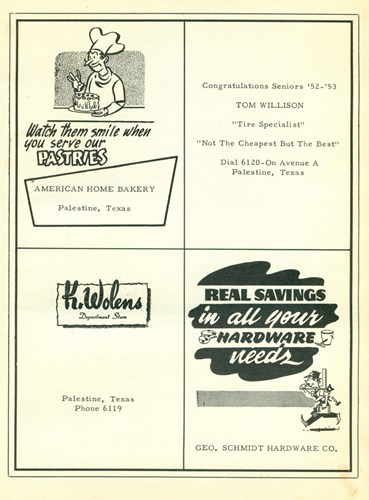 Watch them smile when
you serve our
PASTRIES
AMERICAN HOME BAKERY
Palestine, Texas
Congratulations Seniors '52-'53
TOM WILLISON
"Tire Specialist"
"Not The Cheapest But The Best"
Dial 6120-On Avenue A
Palestine, Texas
K. Wolens
Department Store
Palestine, Texas
Phone 6119
REAL SAVINGS
in all your
HARDWARE
needs
GEO. SCHMIDT HARDWARE CO.